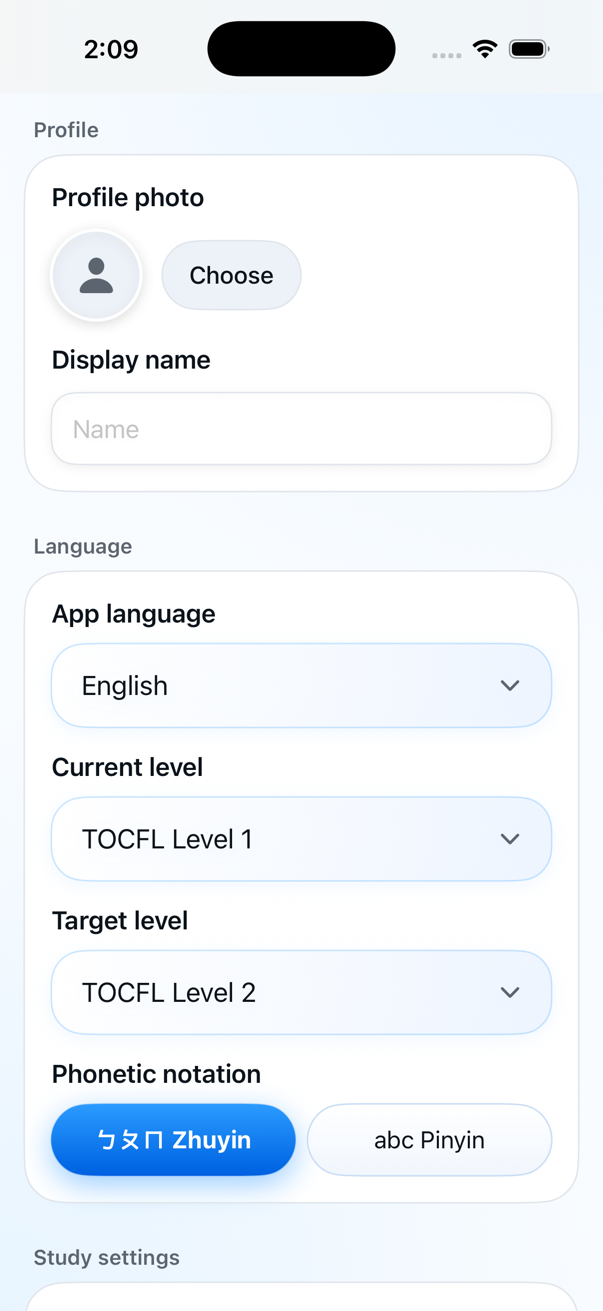 2:09
Profile
Profile photo
Choose
Display name
Name
Language
App language
English
Current level
TOCFL Level 1
Target level
TOCFL Level 2
Phonetic notation
ㄅㄆㄇ Zhuyin
abc Pinyin
Study settings